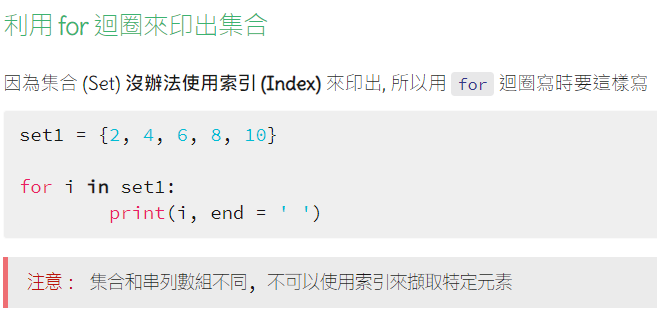 利用 for 迴圈來印出集合
因為集合 (Set) 沒辦法使用索引 (Index) 來印出, 所以用 for 迴圈寫時要這樣寫
set1 = {2, 4, 6, 8, 10}
for i in set1:
        print(i, end = ' ')
注意： 集合和串列數組不同，不可以使用索引來擷取特定元素